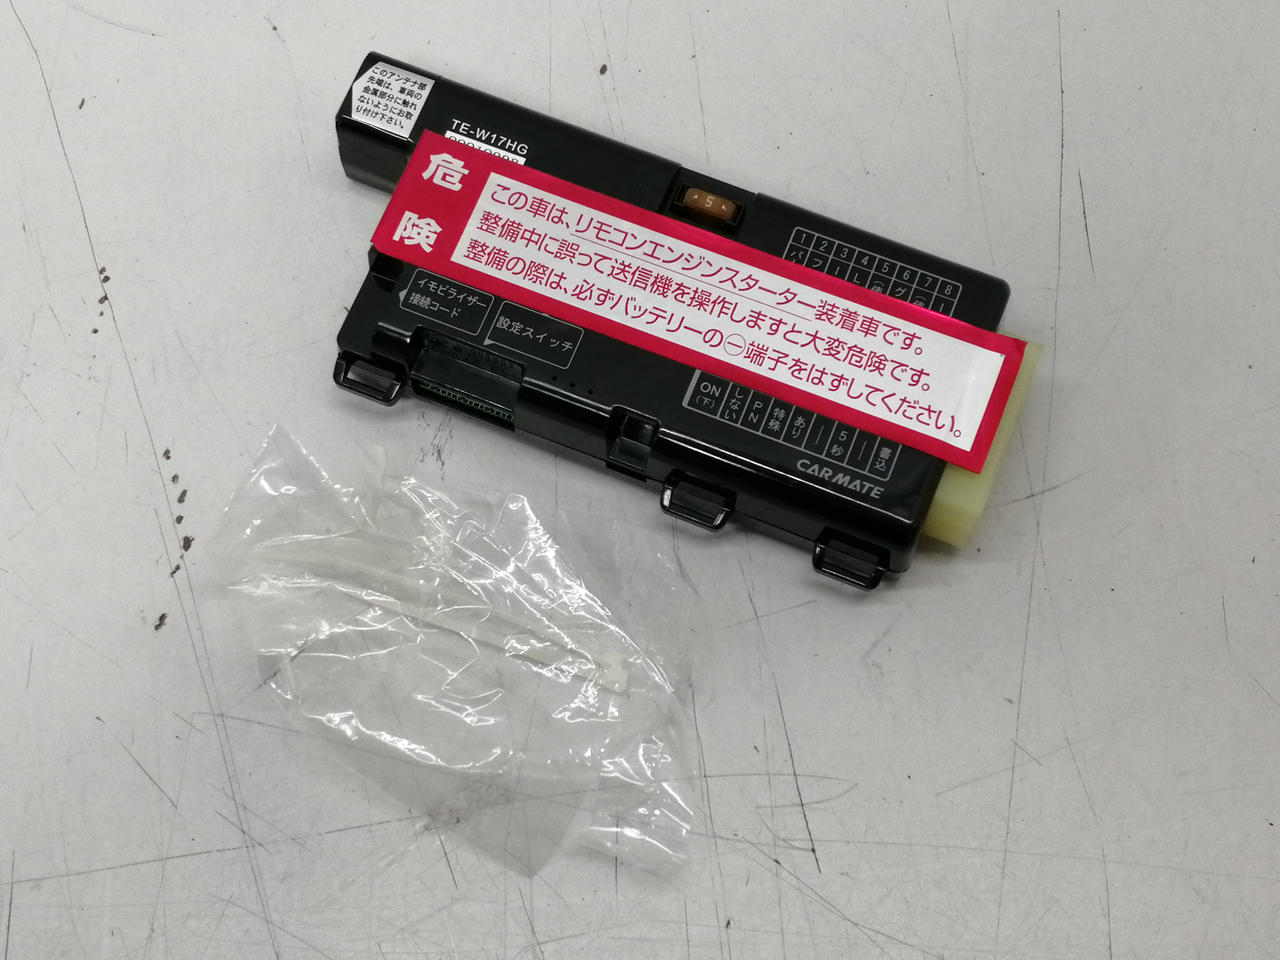 このアンテナ部
先端は、車両の
金属部分に触れ
ないようにお取
り付け下さい。
TE-W17HG
危険
この車は、リモコンエンジンスターター装着車です。
整備中に誤って送信機を操作しますと大変危険です。
整備の際は、必ずバッテリーの㊀端子をはずしてください。
5
1 2 3 4 5 6 7 8
パ フ ー L グ ー
イモビライザー
接続コード
設定スイッチ
ON
(下)
しない
PN
特殊
あり
—
5秒
—
書込
CARMATE